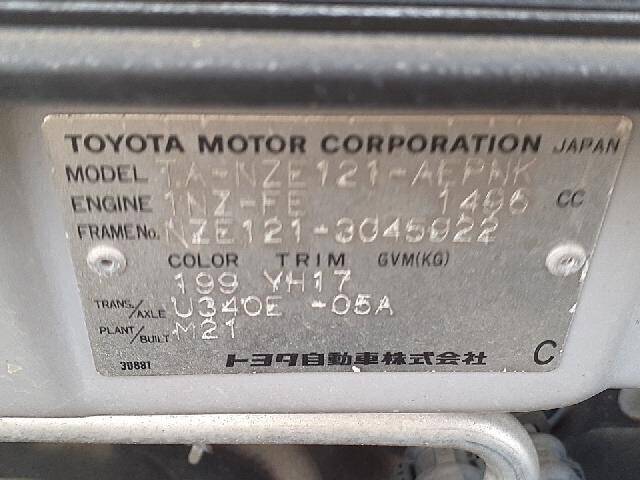 TOYOTA MOTOR CORPORATION JAPAN
MODEL TA-NZE121-AEPNK
ENGINE 1NZ-FE 1496 CC
FRAME No. NZE121-3045922
COLOR TRIM GVM(KG)
199 YH17
TRANS./AXLE U340E -05A
PLANT/BUILT M21
トヨタ自動車株式会社 C